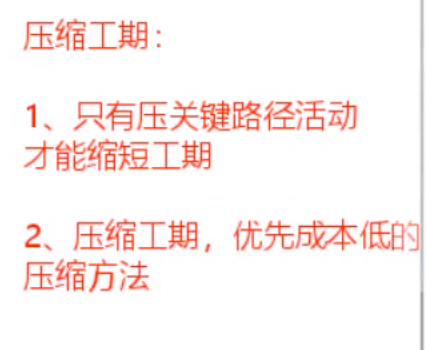 压缩工期：
1、只有压关键路径活动
才能缩短工期
2、压缩工期，优先成本低的
压缩方法